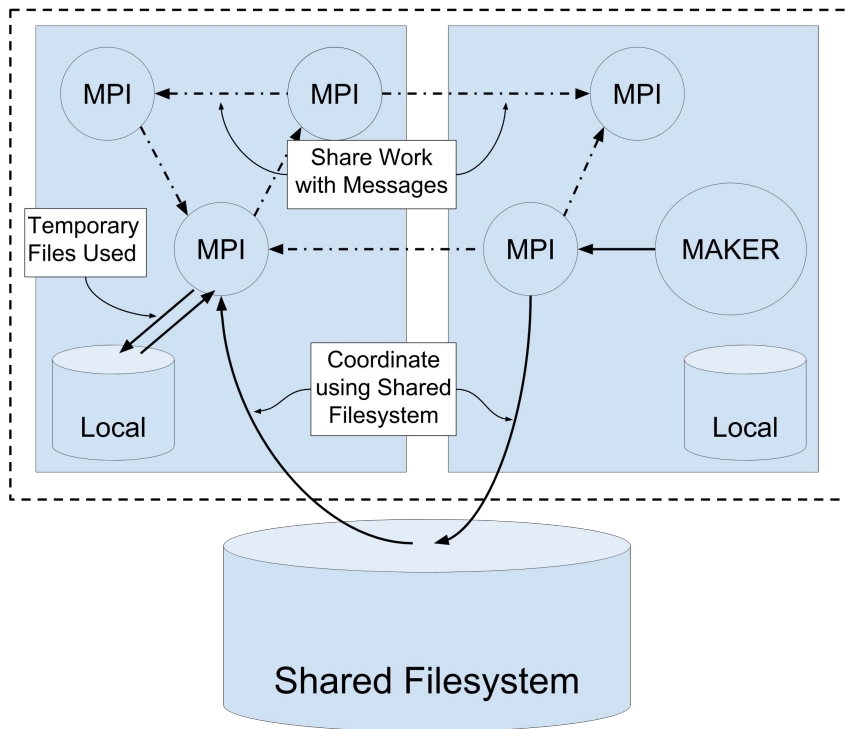 MPI
MPI
MPI
Share Work
with Messages
Temporary
Files Used
MPI
MPI
MAKER
Coordinate
using Shared
Filesystem
Local
Local
Shared Filesystem